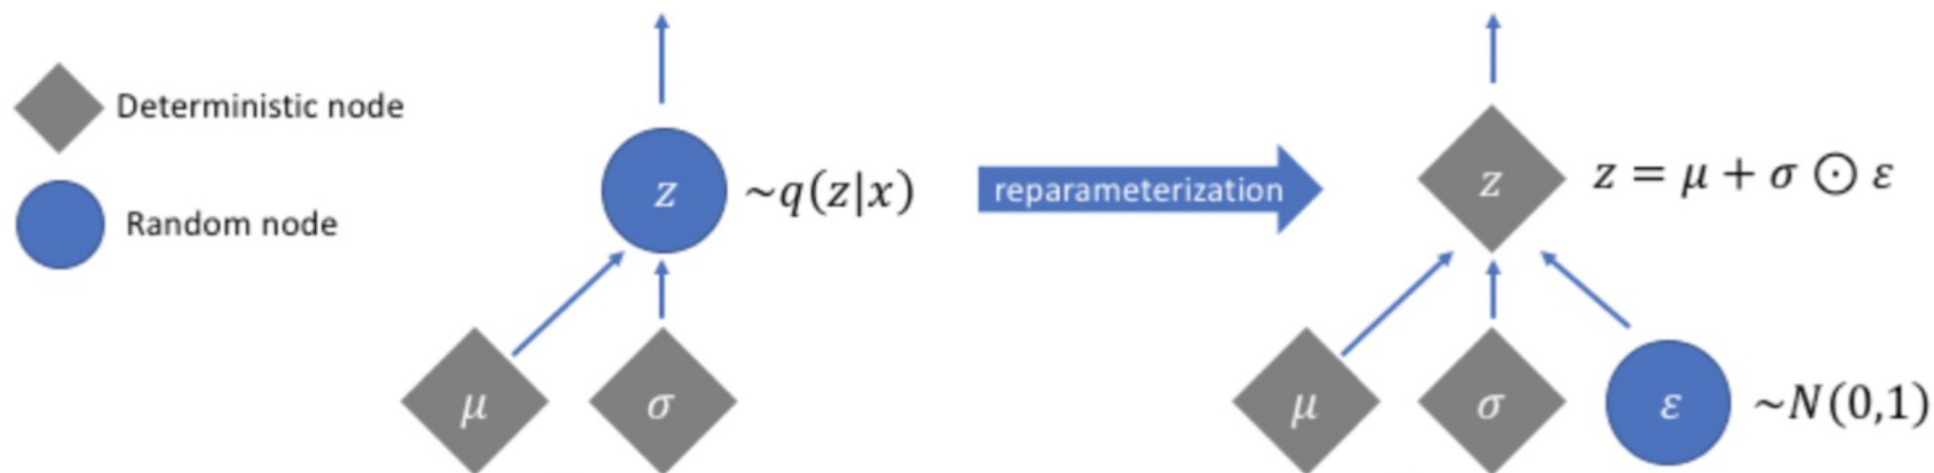 Deterministic node
Random node
z ~q(z|x)
μ
σ
reparameterization
z z = μ + σ ⊙ ε
μ
σ
ε ~N(0,1)